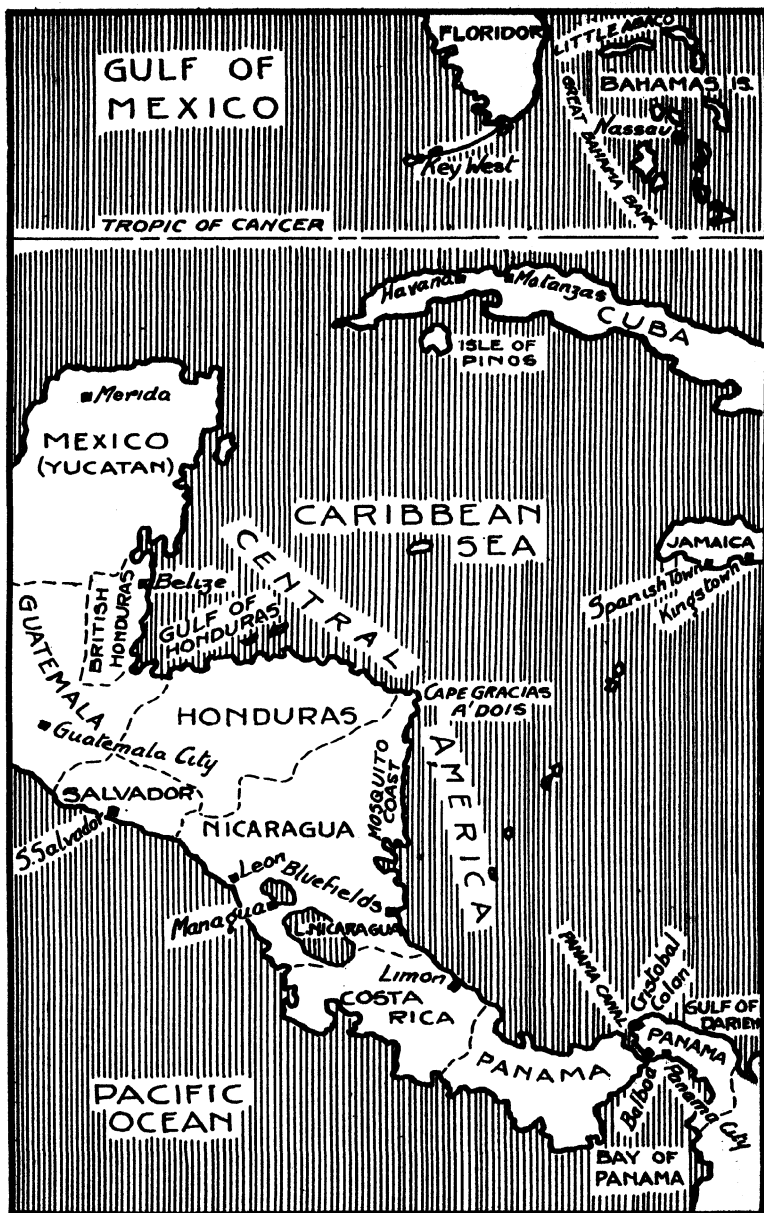 FLORIDOR
LITTLE ABACO
GULF OF
MEXICO
BAHAMAS IS.
GREAT BAHAMA BANK
Nassau
Key West
TROPIC OF CANCER
Havana
Matanzas
CUBA
ISLE OF
PINOS
Merida
MEXICO
(YUCATAN)
CARIBBEAN
SEA
JAMAICA
Spanish Town
Kingstown
CENTRAL
AMERICA
Belize
BRITISH
HONDURAS
GULF OF
HONDURAS
GUATEMALA
Guatemala City
CAPE GRACIAS
A'DOIS
HONDURAS
MOSQUITO
COAST
SALVADOR
S. Salvador
NICARAGUA
Leon
Bluefields
Managua
L. NICARAGUA
Limon
COSTA
RICA
PANAMA CANAL
Cristobal
Colon
GULF OF
DARIEN
PANAMA
PANAMA
Balboa
Panama City
PACIFIC
OCEAN
BAY OF
PANAMA